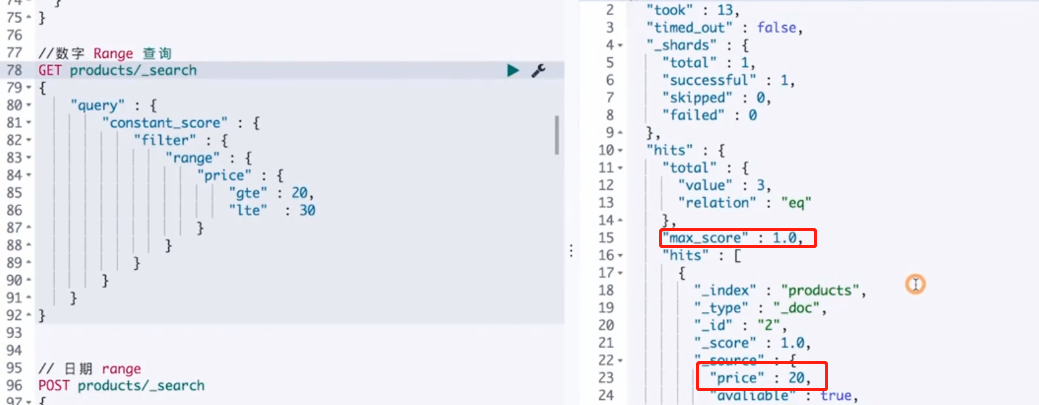 74
}
75
}
76
77
//数字 Range 查询
78
GET products/_search
79
{
80
"query" : {
81
"constant_score" : {
82
"filter" : {
83
"range" : {
84
"price" : {
85
"gte" : 20,
86
"lte"  : 30
87
}
88
}
89
}
90
}
91
}
92
}
93
94
95
// 日期 range
96
POST products/_search
97
{
2
"took" : 13,
3
"timed_out" : false,
4
"_shards" : {
5
"total" : 1,
6
"successful" : 1,
7
"skipped" : 0,
8
"failed" : 0
9
},
10
"hits" : {
11
"total" : {
12
"value" : 3,
13
"relation" : "eq"
14
},
15
"max_score" : 1.0,
16
"hits" : [
17
{
18
"_index" : "products",
19
"_type" : "_doc",
20
"_id" : "2",
21
"_score" : 1.0,
22
"_source" : {
23
"price" : 20,
24
"avaliable" : true,